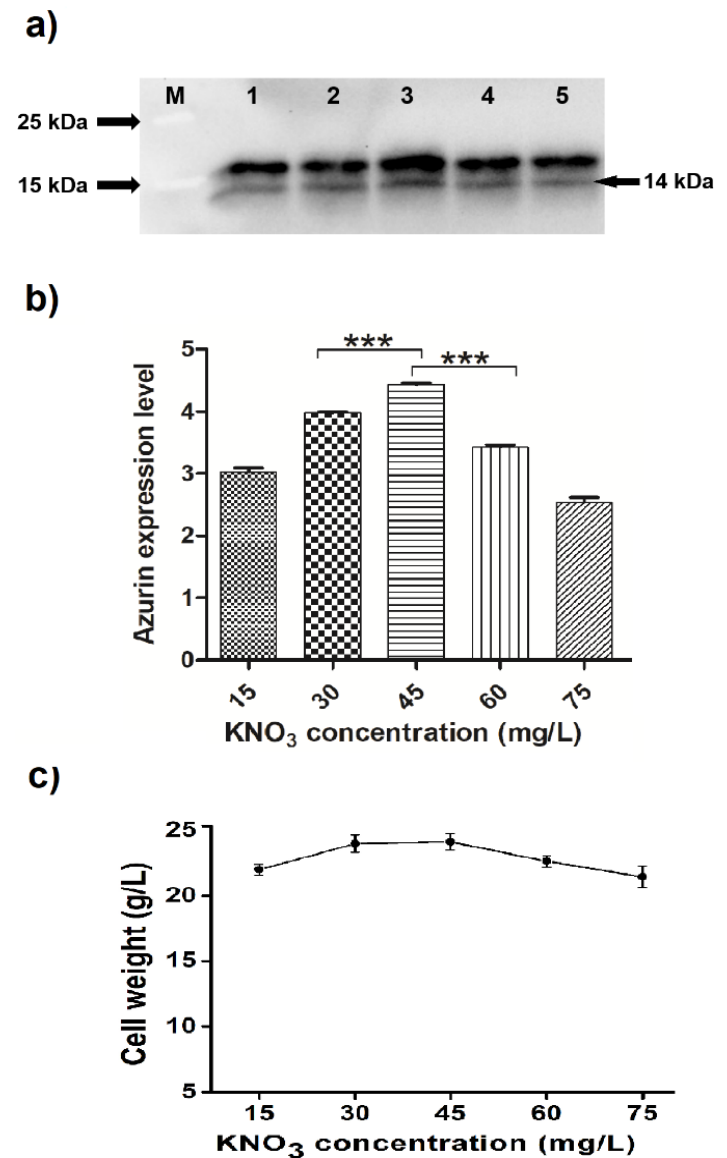 a)
M 1 2 3 4 5
25 kDa
15 kDa
14 kDa
b)
*** ***
Azurin expression level
5
4
3
2
1
0
15 30 45 60 75
KNO₃ concentration (mg/L)
c)
Cell weight (g/L)
25
20
15
10
5
15 30 45 60 75
KNO₃ concentration (mg/L)